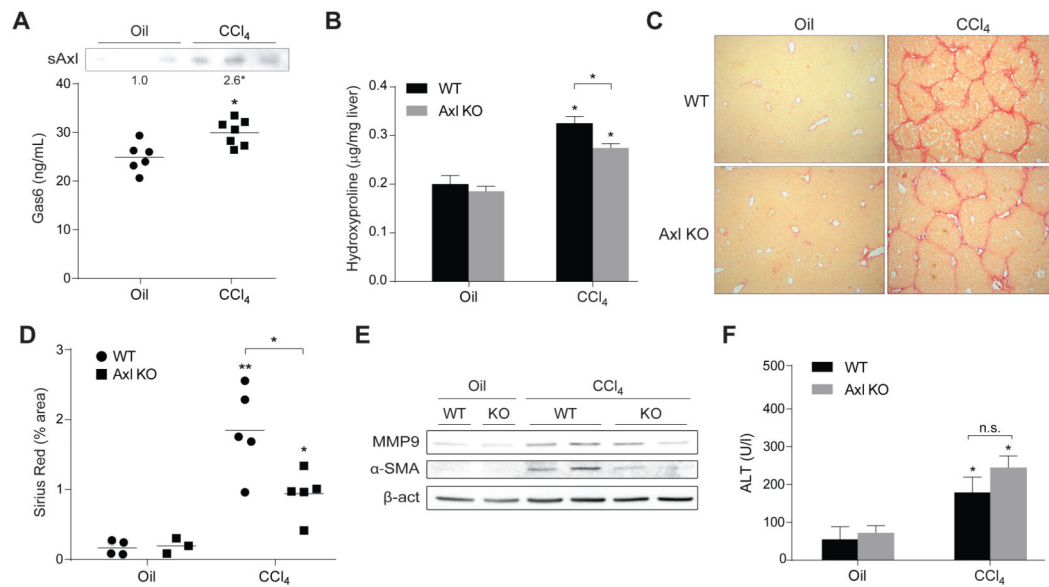 A
Oil CCl4
sAxl
1.0 2.6*
*
Gas6 (ng/mL)
40
30
20
10
0
Oil CCl4
B
WT
Axl KO
*
* *
Hydroxyproline (µg/mg liver)
0.4
0.3
0.2
0.1
0.0
Oil CCl4
C
Oil CCl4
WT
Axl KO
D
WT
Axl KO
*
**
*
Sirius Red (% area)
3
2
1
0
Oil CCl4
E
Oil CCl4
WT KO WT KO
MMP9
α-SMA
β-act
F
WT
Axl KO
n.s.
* *
ALT (U/l)
500
400
300
200
100
0
Oil CCl4